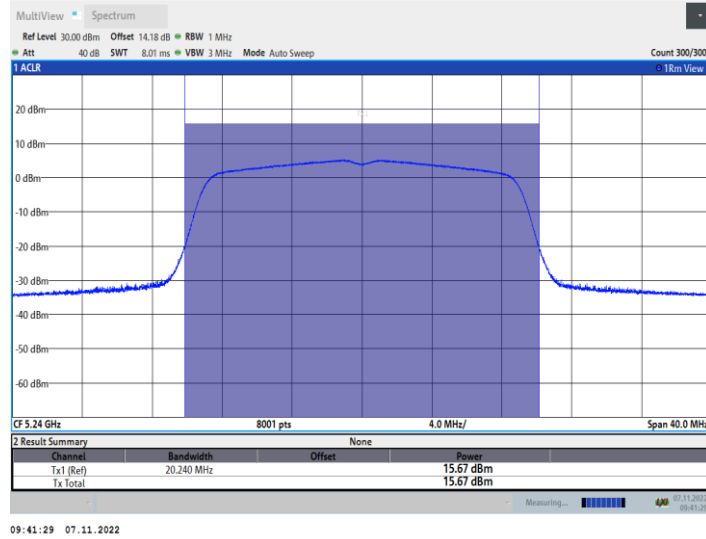 MultiView Spectrum
Ref Level 30.00 dBm Offset 14.18 dB RBW 1 MHz
Att 40 dB SWT 8.01 ms VBW 3 MHz Mode Auto Sweep Count 300/300
1 ACLR 1Rm View
20 dBm
10 dBm
0 dBm
-10 dBm
-20 dBm
-30 dBm
-40 dBm
-50 dBm
-60 dBm
CF 5.24 GHz 8001 pts 4.0 MHz/ Span 40.0 MHz
2 Result Summary None
Channel Bandwidth Offset Power
Tx1 (Ref) 20.240 MHz 15.67 dBm
Tx Total 15.67 dBm
Measuring... 07.11.2022
09:41:29
09:41:29 07.11.2022